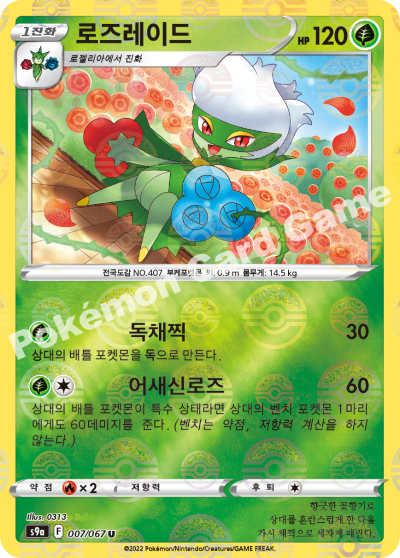 1진화
로즈레이드
HP 120
로젤리아에서 진화
전국도감 NO.407 부케포켓몬 키: 0.9 m 몸무게: 14.5 kg
Pokémon Card Game
독채찍 30
상대의 배틀 포켓몬을 독으로 만든다.
어새신로즈 60
상대의 배틀 포켓몬이 특수 상태라면 상대의 벤치 포켓몬 1마리
에게도 60데미지를 준다. (벤치는 약점, 저항력 계산을 하지
않는다.)
약점 ×2 저항력 후퇴
Illus. 0313
향긋한 꽃향기로
상대를 혼란스럽게 한 다음
가시 채찍으로 세차게 때린다.
s9a F 007/067 U
©2022 Pokémon/Nintendo/Creatures/GAME FREAK.